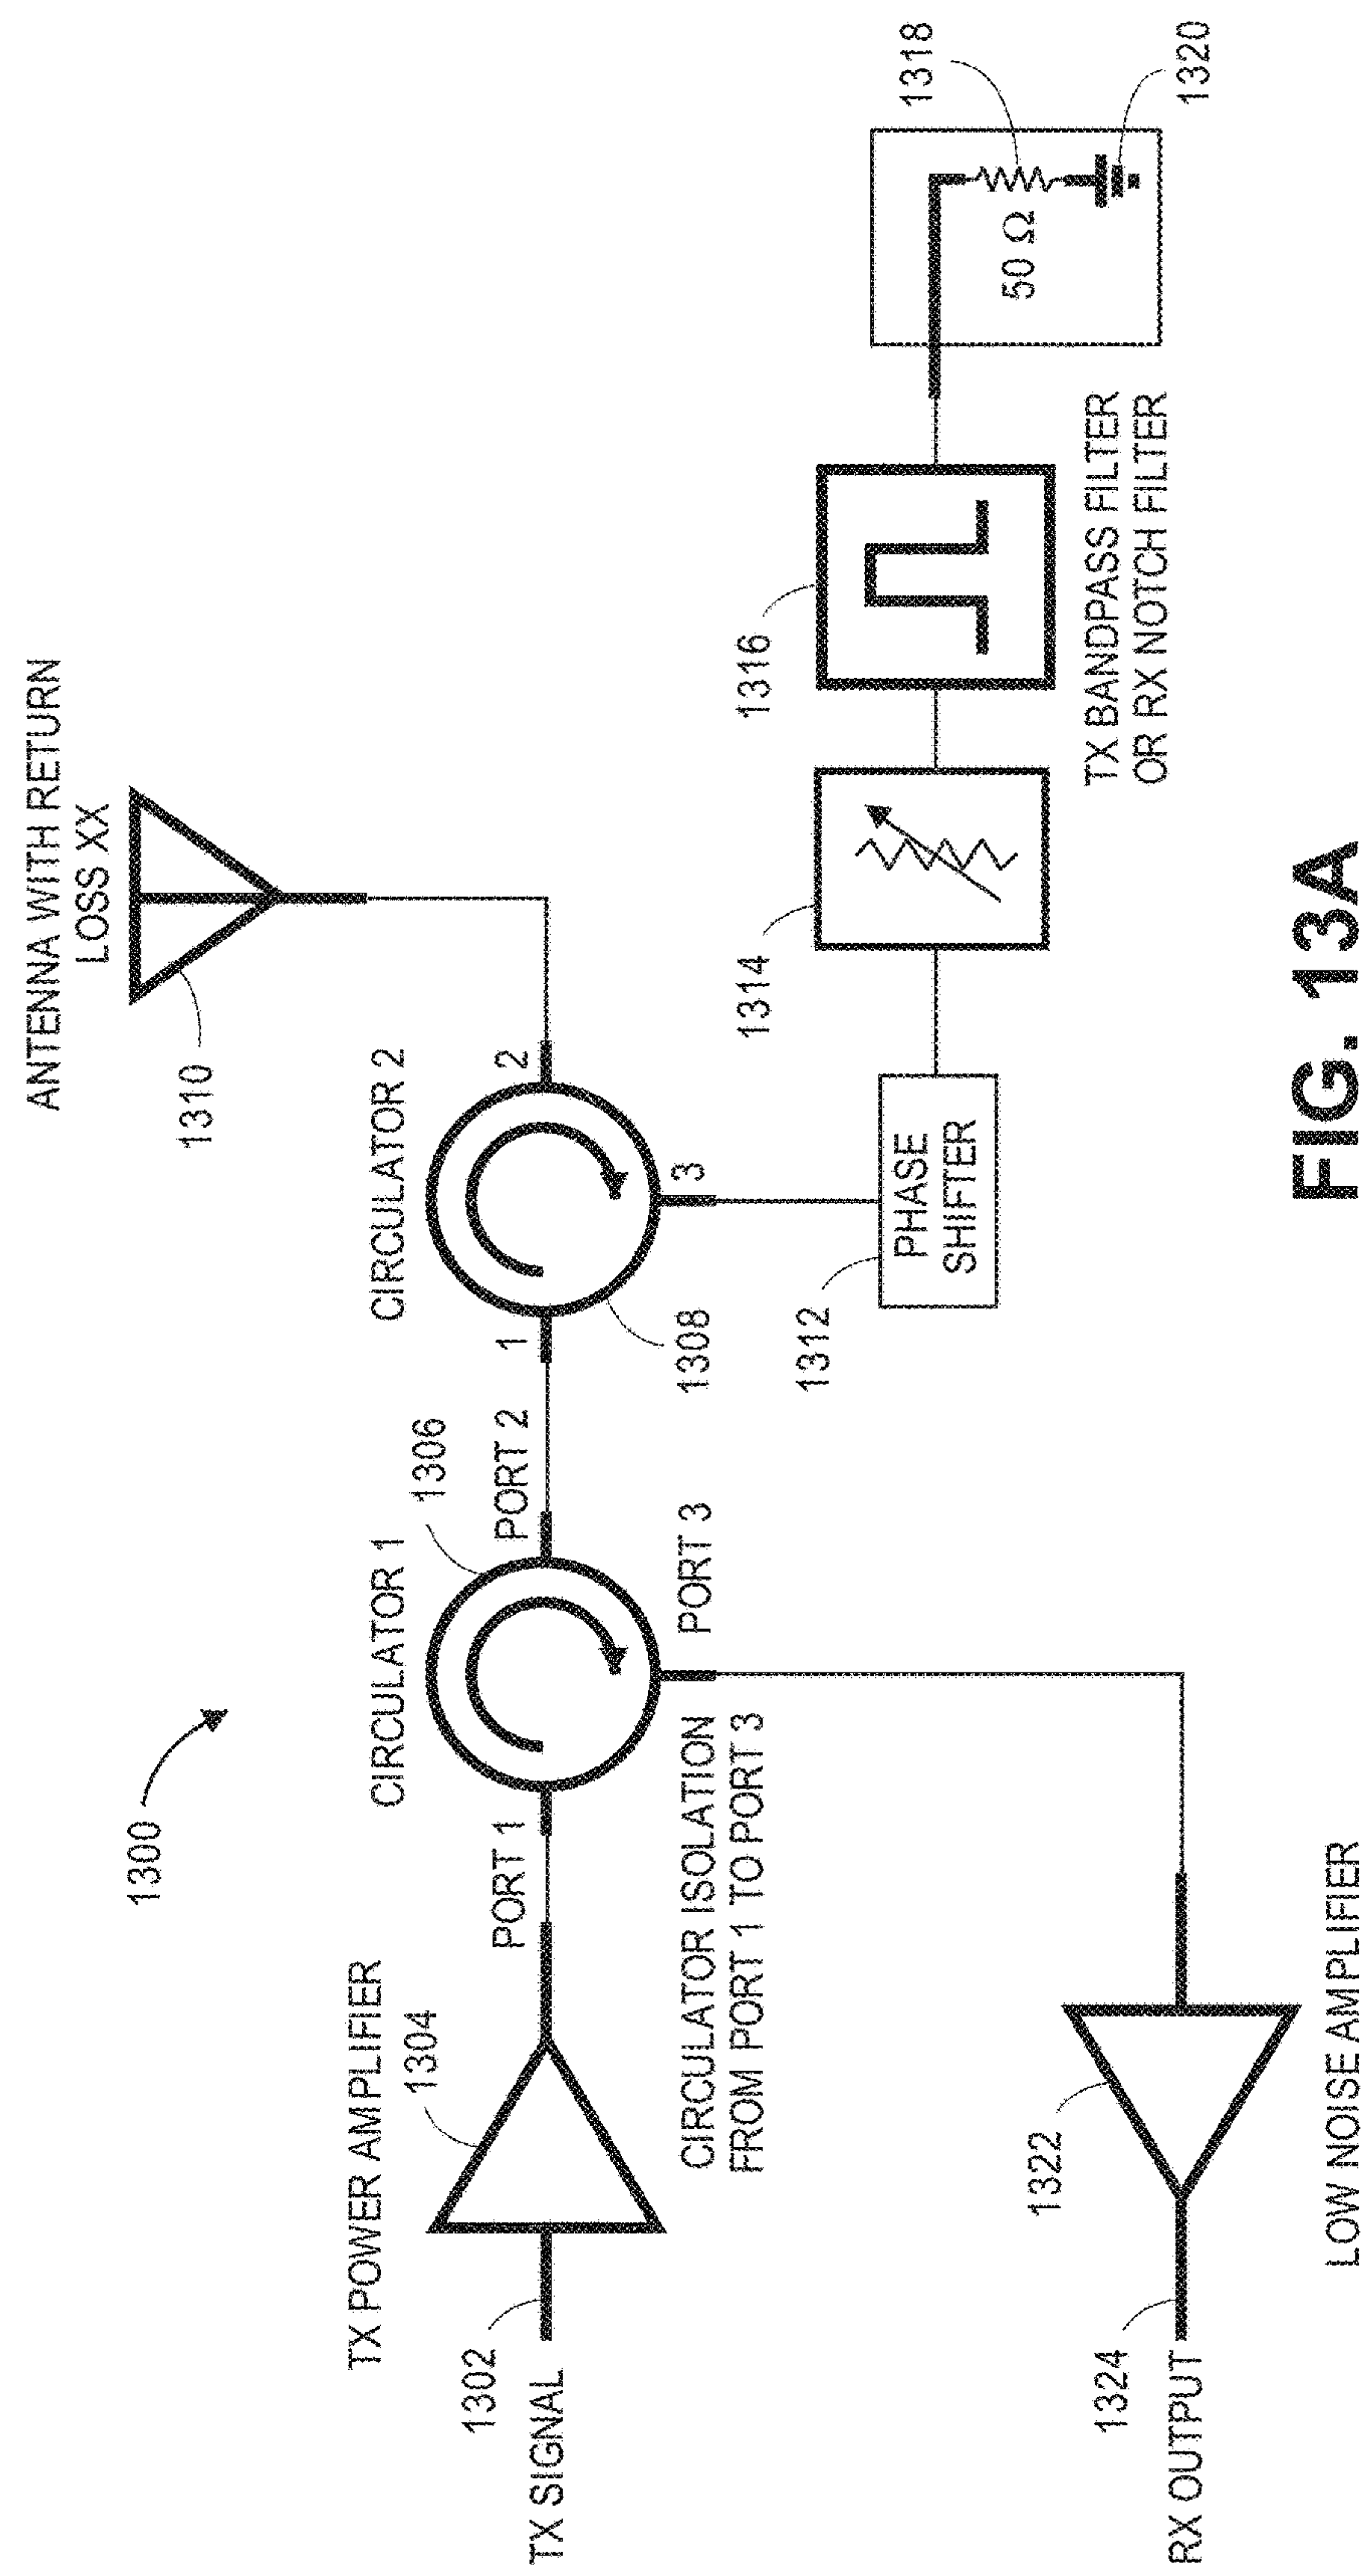 1300
ANTENNA WITH RETURN
LOSS XX
1310
TX POWER AMPLIFIER
1304
1302
TX SIGNAL
PORT 1
CIRCULATOR 1
1306
PORT 2
PORT 3
CIRCULATOR ISOLATION
FROM PORT 1 TO PORT 3
CIRCULATOR 2
1
2
3
1308
1312
PHASE
SHIFTER
1314
1316
TX BANDPASS FILTER
OR RX NOTCH FILTER
50 Ω
1318
1320
1322
1324
RX OUTPUT
LOW NOISE AMPLIFIER
FIG. 13A